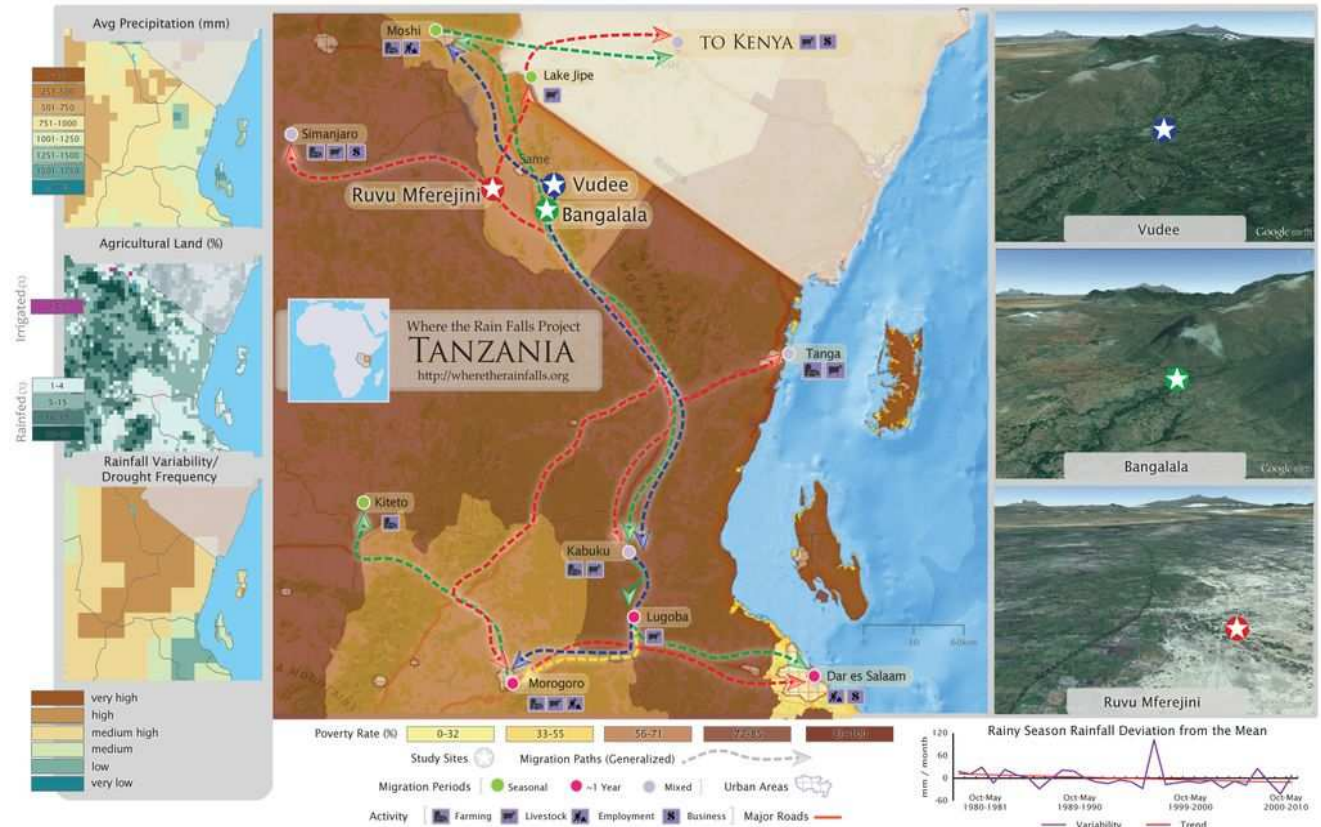 Avg Precipitation (mm)
501-750
751-1000
1001-1250
1251-1500
Agricultural Land (%)
Irrigated (%)
Rainfed (%)
1-4
5-15
Rainfall Variability/
Drought Frequency
very high
high
medium high
medium
low
very low
Moshi
TO KENYA
Lake Jipe
Simanjaro
Same
Ruvu Mferejini
Vudee
Bangalala
Where the Rain Falls Project
TANZANIA
http://wheretherainfalls.org
Tanga
Kiteto
Kabuku
Lugoba
Morogoro
Dar es Salaam
Vudee
Google earth
Bangalala
Google earth
Ruvu Mferejini
Poverty Rate (%)
0-32
33-55
56-71
Study Sites
Migration Paths (Generalized)
Migration Periods
Seasonal
~1 Year
Mixed
Urban Areas
Activity
Farming
Livestock
Employment
$ Business
Major Roads
Rainy Season Rainfall Deviation from the Mean
mm / month
120
60
0
-60
Oct-May
1980-1981
Oct-May
1989-1990
Oct-May
1999-2000
Oct-May
2000-2010
Variability
Trend